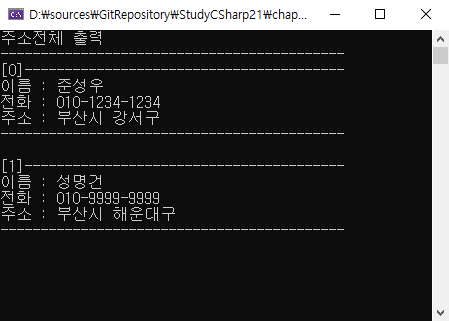 D:₩sources₩GitRepository₩StudyCSharp21₩chap...
주소전체 출력
-------------------------------------------
[0]----------------------------------------
이름 : 준성우
전화 : 010-1234-1234
주소 : 부산시 강서구
-------------------------------------------
[1]----------------------------------------
이름 : 성명건
전화 : 010-9999-9999
주소 : 부산시 해운대구
-------------------------------------------